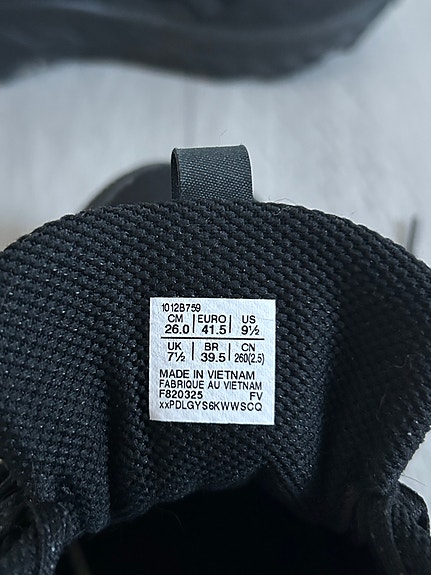 1012B759
CM EURO US
26.0 41.5 9½
UK BR CN
7½ 39.5 260(2.5)
MADE IN VIETNAM
FABRIQUE AU VIETNAM
F820325 FV
xxPDLGYS6KWWSCQ